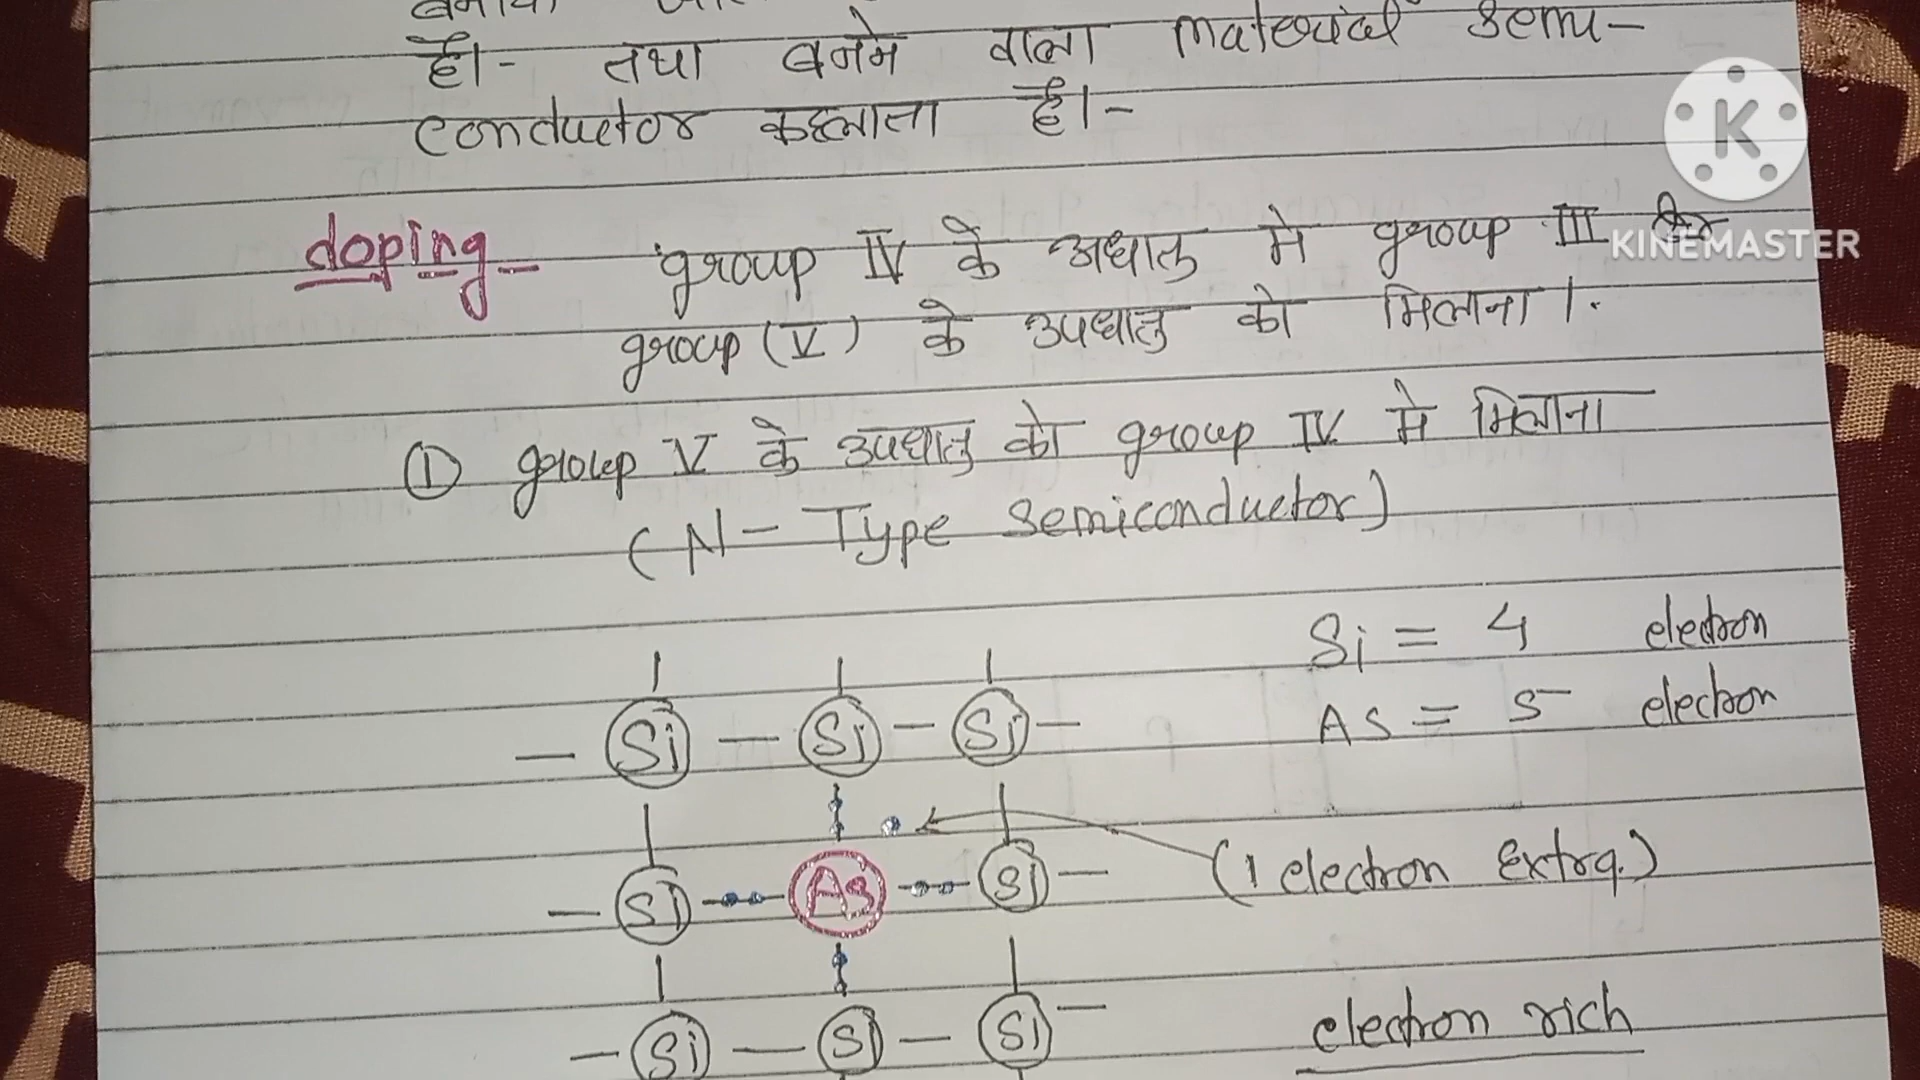 है।- तथा बनने वाला material semi-
conductor कहलाता है।-
K
KINEMASTER
doping - group IV के अधातु मे group III
group (V) के उपधातु को मिलाना।.
① group V के उपधातु को group IV मे मिलाना
(N - Type semiconductor)
Si = 4 electron
As = 5 electron
Si - Si - Si -
Si As Si -
(1 electron extra.)
Si - Si - Si -
electron rich